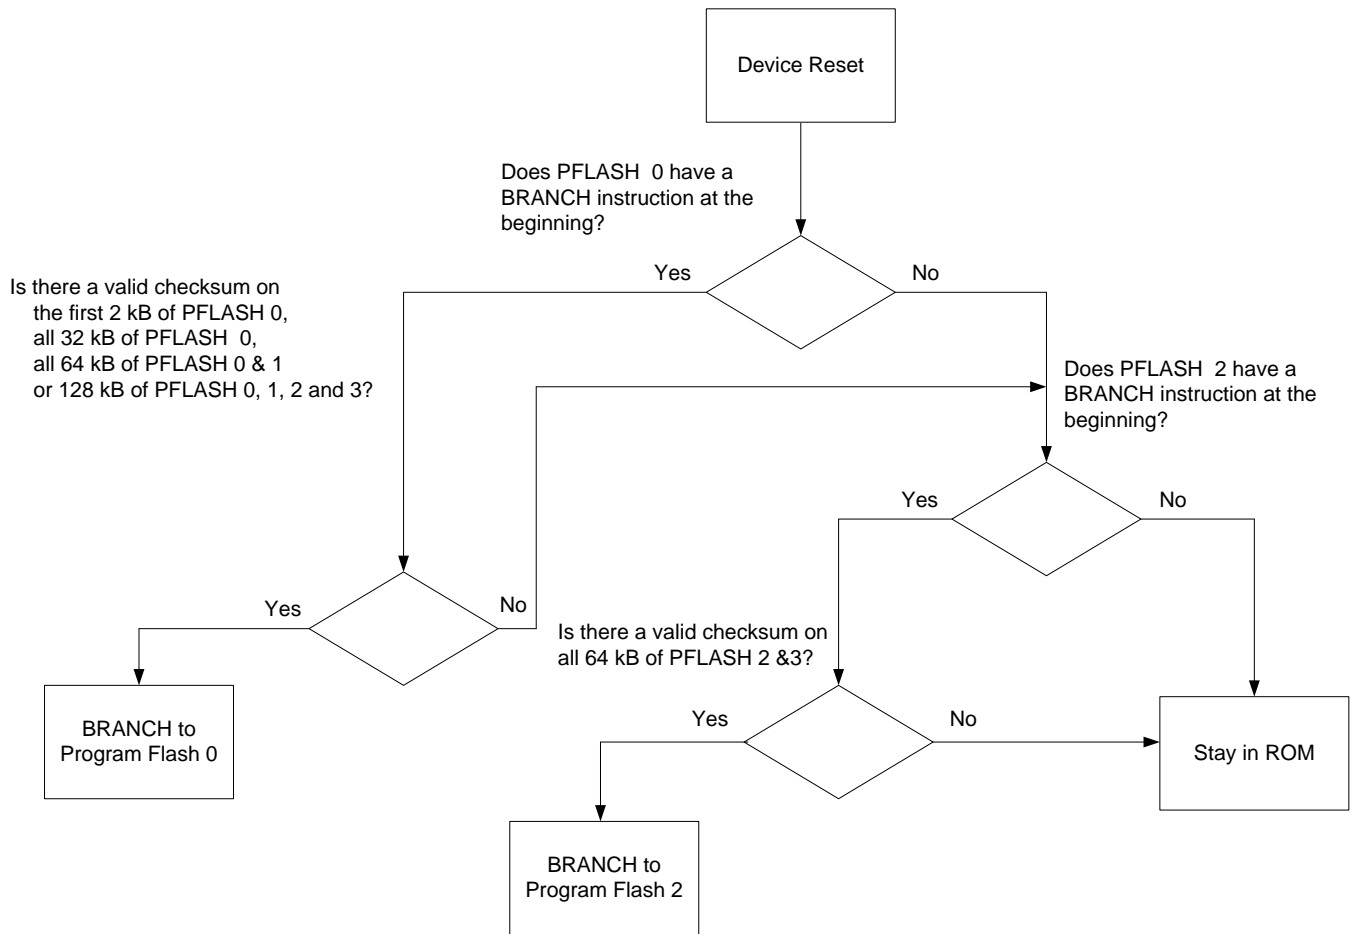 Device Reset
Does PFLASH  0 have a
BRANCH instruction at the
beginning?
Yes
No
Is there a valid checksum on
the first 2 kB of PFLASH 0,
all 32 kB of PFLASH  0,
all 64 kB of PFLASH 0 & 1
or 128 kB of PFLASH 0, 1, 2 and 3?
Does PFLASH  2 have a
BRANCH instruction at the
beginning?
Yes
No
Yes
No
Is there a valid checksum on
all 64 kB of PFLASH 2 &3?
BRANCH to
Program Flash 0
Yes
No
Stay in ROM
BRANCH to
Program Flash 2